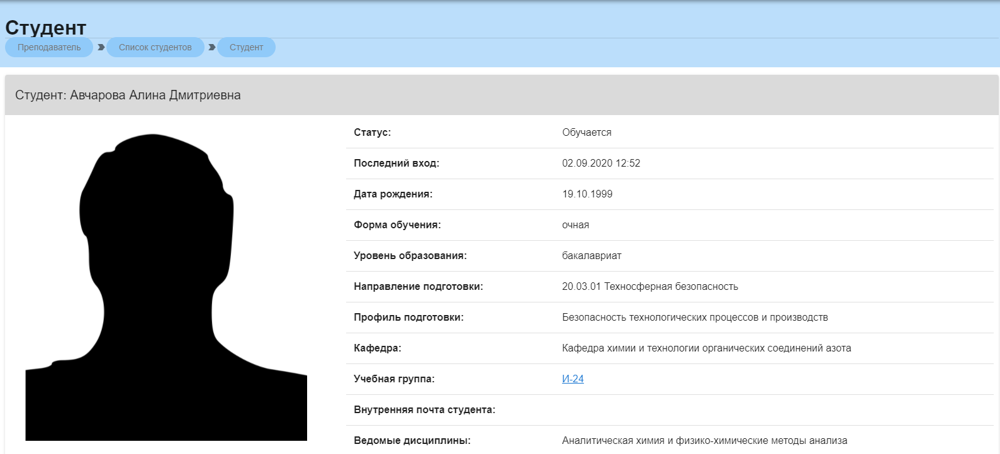 Студент
Преподаватель Список студентов Студент
Студент: Авчарова Алина Дмитриевна
Статус: Обучается
Последний вход: 02.09.2020 12:52
Дата рождения: 19.10.1999
Форма обучения: очная
Уровень образования: бакалавриат
Направление подготовки: 20.03.01 Техносферная безопасность
Профиль подготовки: Безопасность технологических процессов и производств
Кафедра: Кафедра химии и технологии органических соединений азота
Учебная группа: И-24
Внутренняя почта студента:
Ведомые дисциплины: Аналитическая химия и физико-химические методы анализа